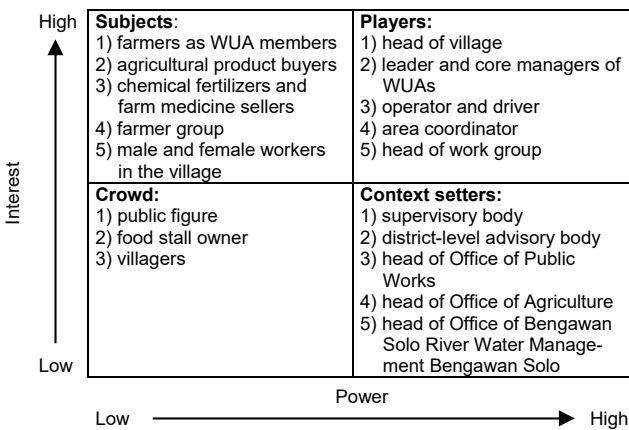 High
Subjects:
1) farmers as WUA members
2) agricultural product buyers
3) chemical fertilizers and
farm medicine sellers
4) farmer group
5) male and female workers
in the village
Players:
1) head of village
2) leader and core managers of
WUAs
3) operator and driver
4) area coordinator
5) head of work group
Interest
Crowd:
1) public figure
2) food stall owner
3) villagers
Context setters:
1) supervisory body
2) district-level advisory body
3) head of Office of Public
Works
4) head of Office of Agriculture
5) head of Office of Bengawan
Solo River Water Manage-
ment Bengawan Solo
Low
Power
Low
High